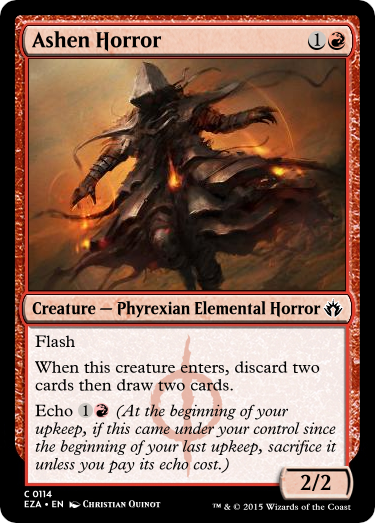 Ashen Horror 1
Creature — Phyrexian Elemental Horror
Flash
When this creature enters, discard two
cards then draw two cards.
Echo 1 (At the beginning of your
upkeep, if this came under your control since
the beginning of your last upkeep, sacrifice it
unless you pay its echo cost.)
2/2
C 0114
EZA • EN Christian Quinot
™ & © 2015 Wizards of the Coast